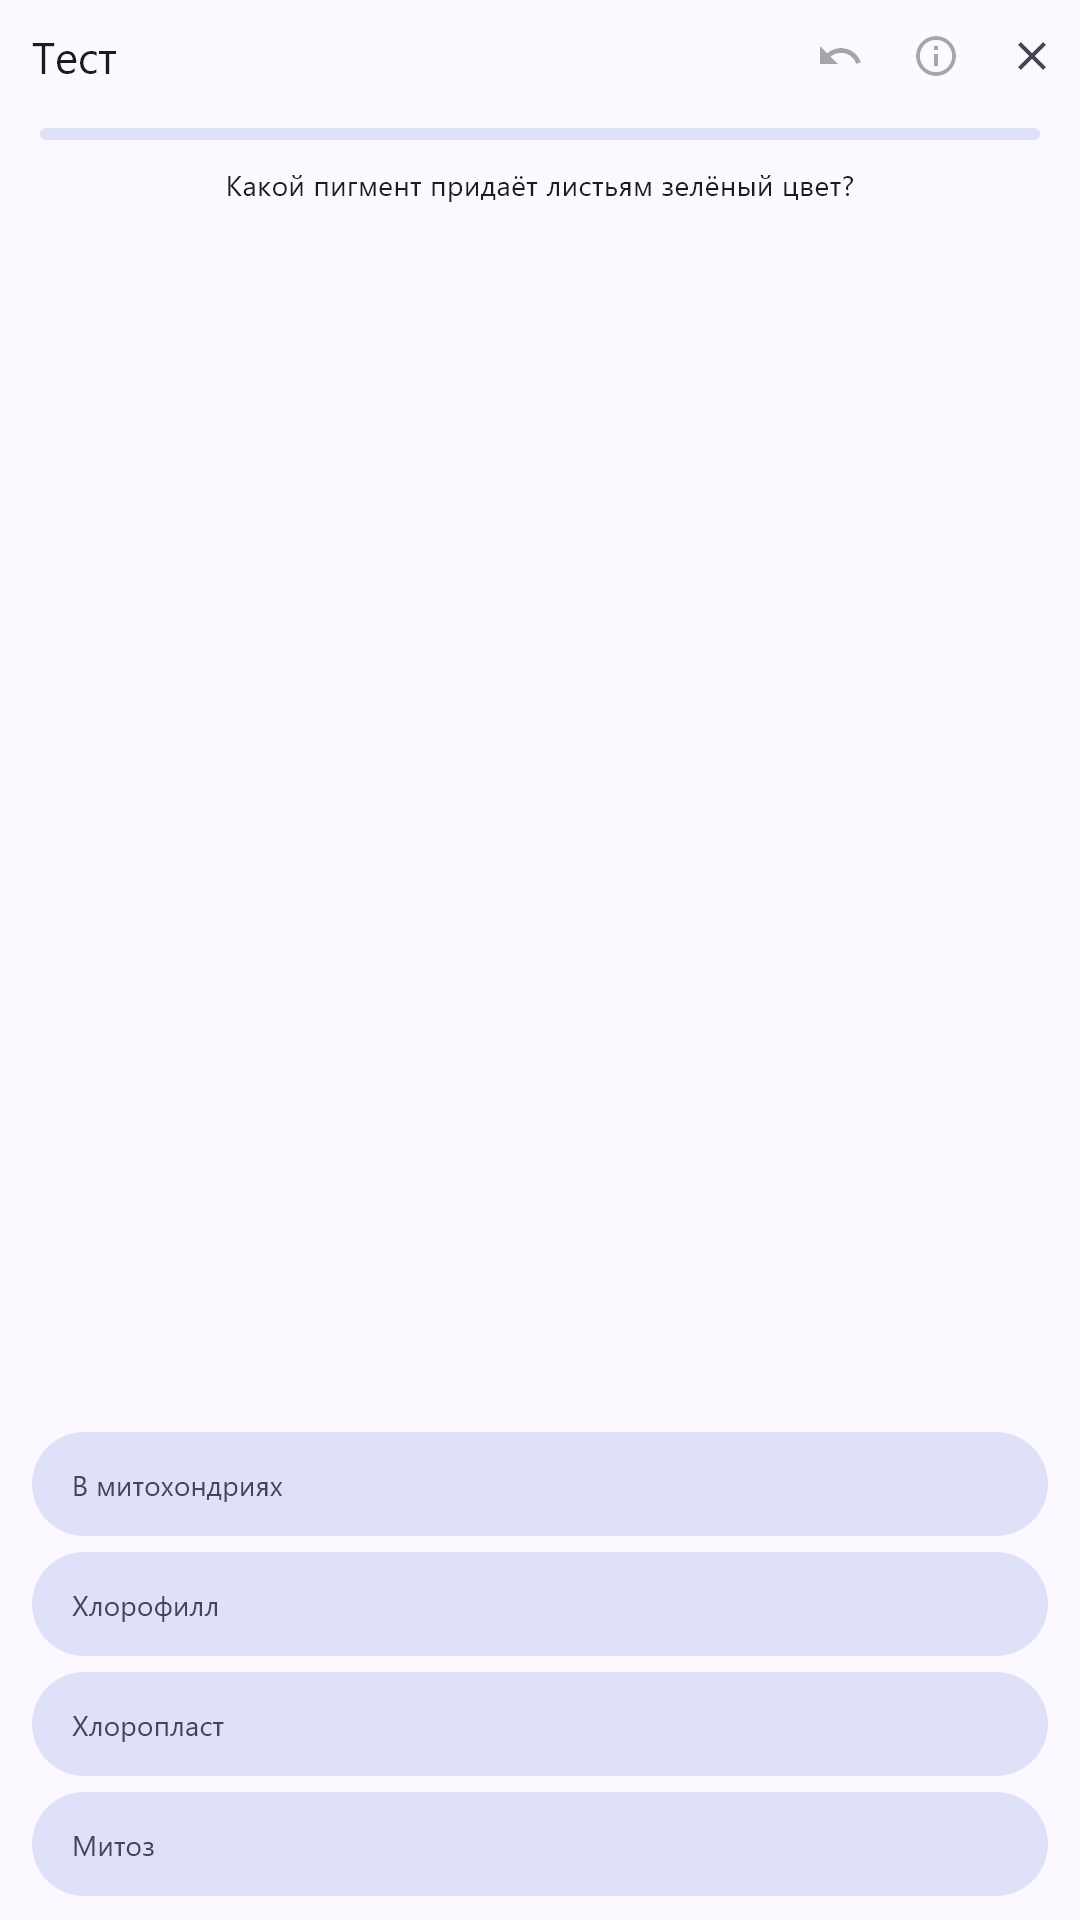 Тест
Какой пигмент придаёт листьям зелёный цвет?
В митохондриях
Хлорофилл
Хлоропласт
Митоз